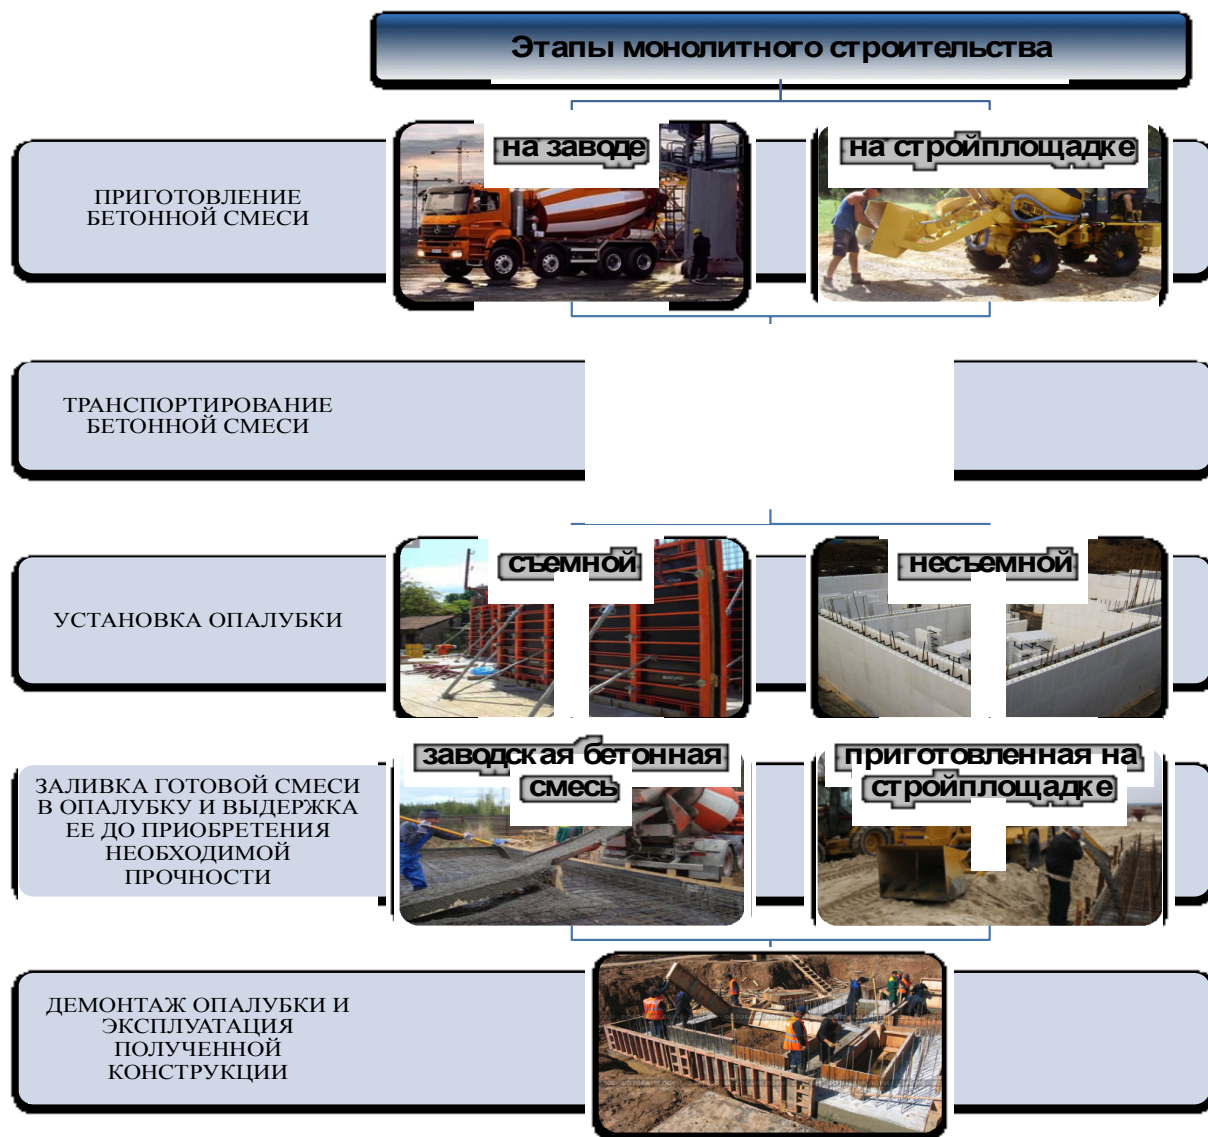 Этапы монолитного строительства
на заводе
на стройплощадке
ПРИГОТОВЛЕНИЕ
БЕТОННОЙ СМЕСИ
ТРАНСПОРТИРОВАНИЕ
БЕТОННОЙ СМЕСИ
съемной
несъемной
УСТАНОВКА ОПАЛУБКИ
заводская бетонная
смесь
приготовленная на
стройплощадке
ЗАЛИВКА ГОТОВОЙ СМЕСИ
В ОПАЛУБКУ И ВЫДЕРЖКА
ЕЕ ДО ПРИОБРЕТЕНИЯ
НЕОБХОДИМОЙ
ПРОЧНОСТИ
ДЕМОНТАЖ ОПАЛУБКИ И
ЭКСПЛУАТАЦИЯ
ПОЛУЧЕННОЙ
КОНСТРУКЦИИ